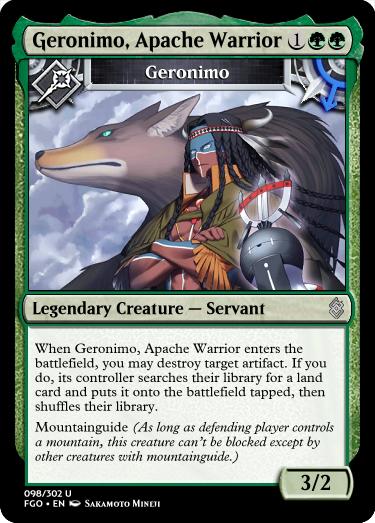 Geronimo, Apache Warrior 1
Geronimo
Legendary Creature — Servant
When Geronimo, Apache Warrior enters the
battlefield, you may destroy target artifact. If you
do, its controller searches their library for a land
card and puts it onto the battlefield tapped, then
shuffles their library.
Mountainguide (As long as defending player controls
a mountain, this creature can't be blocked except by
other creatures with mountainguide.)
3/2
098/302 U
FGO • EN Sakamoto Mineji